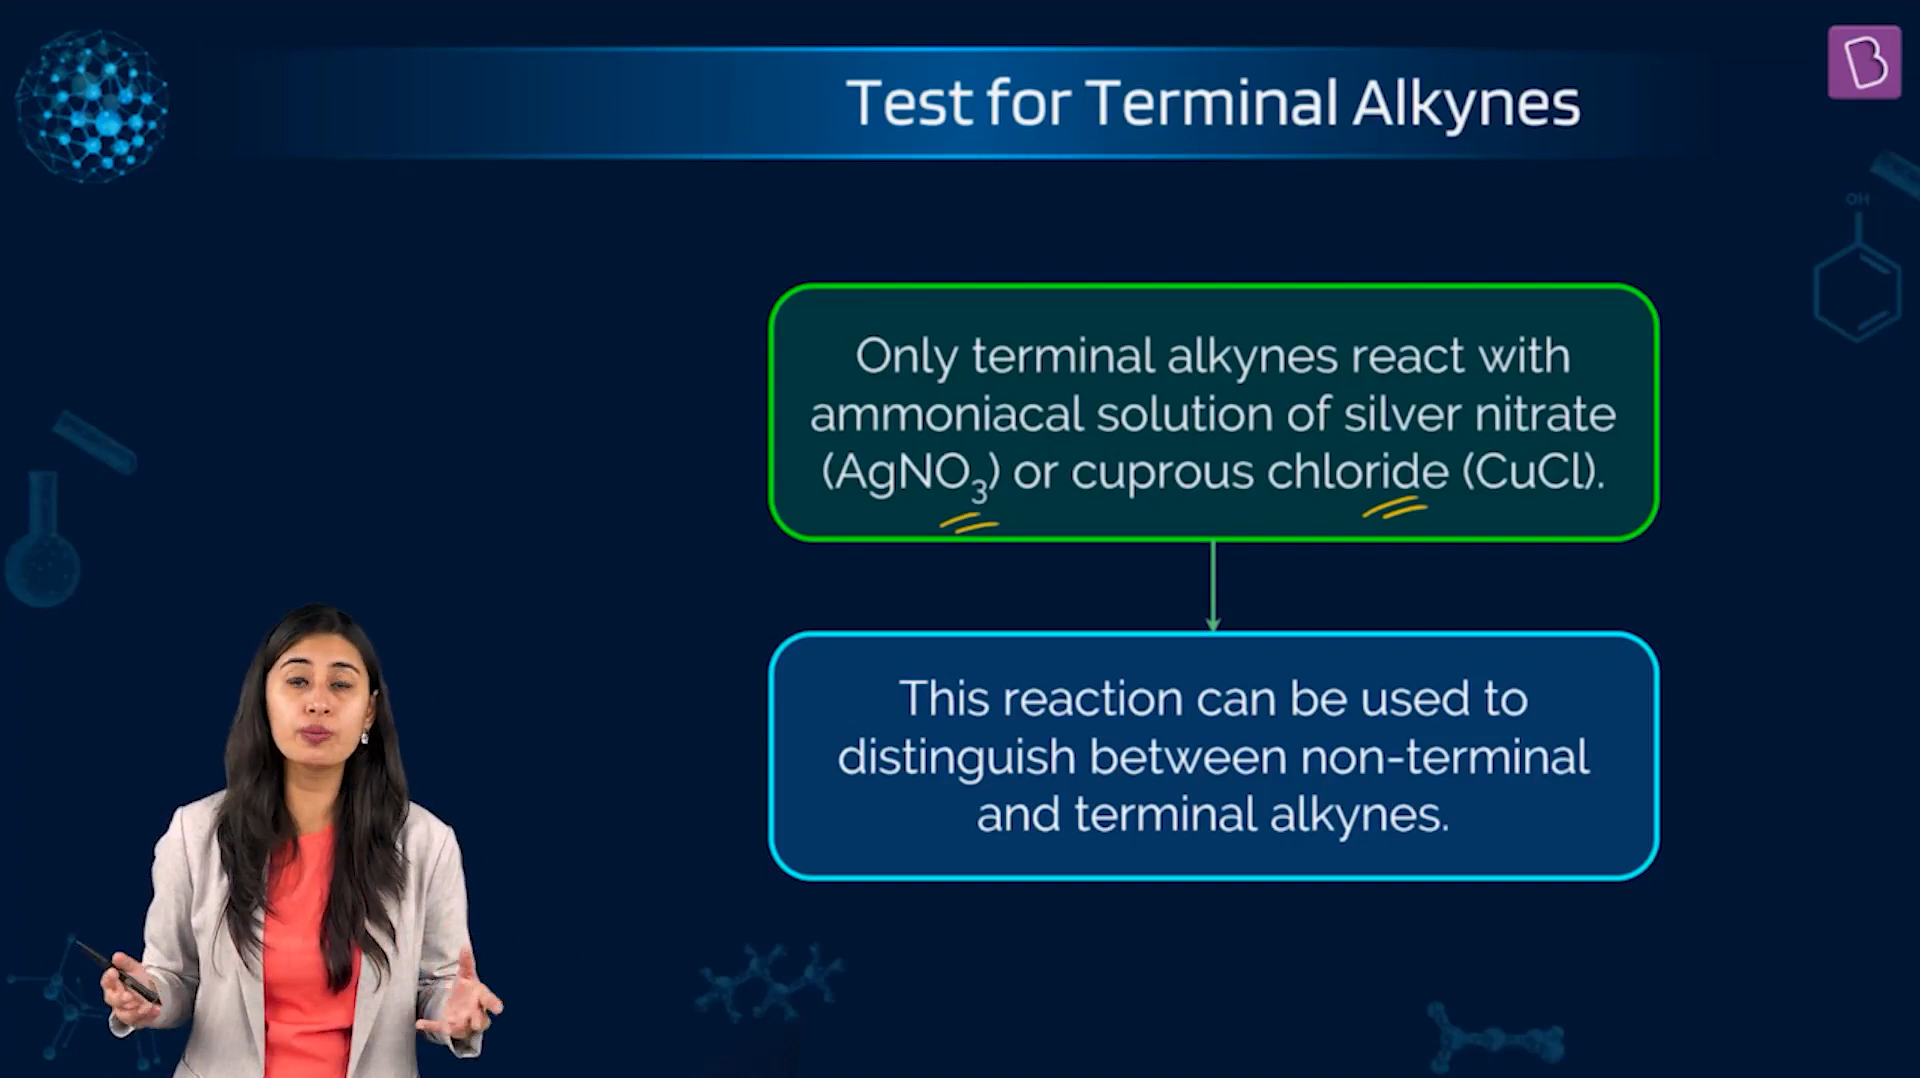 Test for Terminal Alkynes
OH
Only terminal alkynes react with
ammoniacal solution of silver nitrate
(AgNO₃) or cuprous chloride (CuCl).
This reaction can be used to
distinguish between non-terminal
and terminal alkynes.